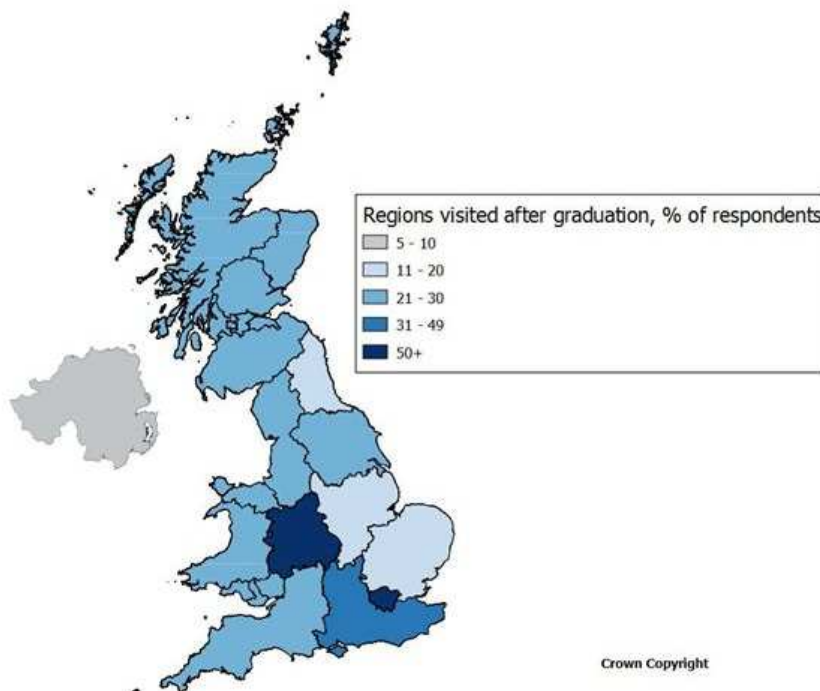 Regions visited after graduation, % of respondents
5 - 10
11 - 20
21 - 30
31 - 49
50+
Crown Copyright